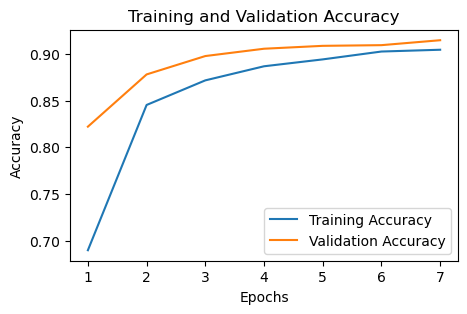 Training and Validation Accuracy
Accuracy
0.90
0.85
0.80
0.75
0.70
Training Accuracy
Validation Accuracy
1 2 3 4 5 6 7
Epochs